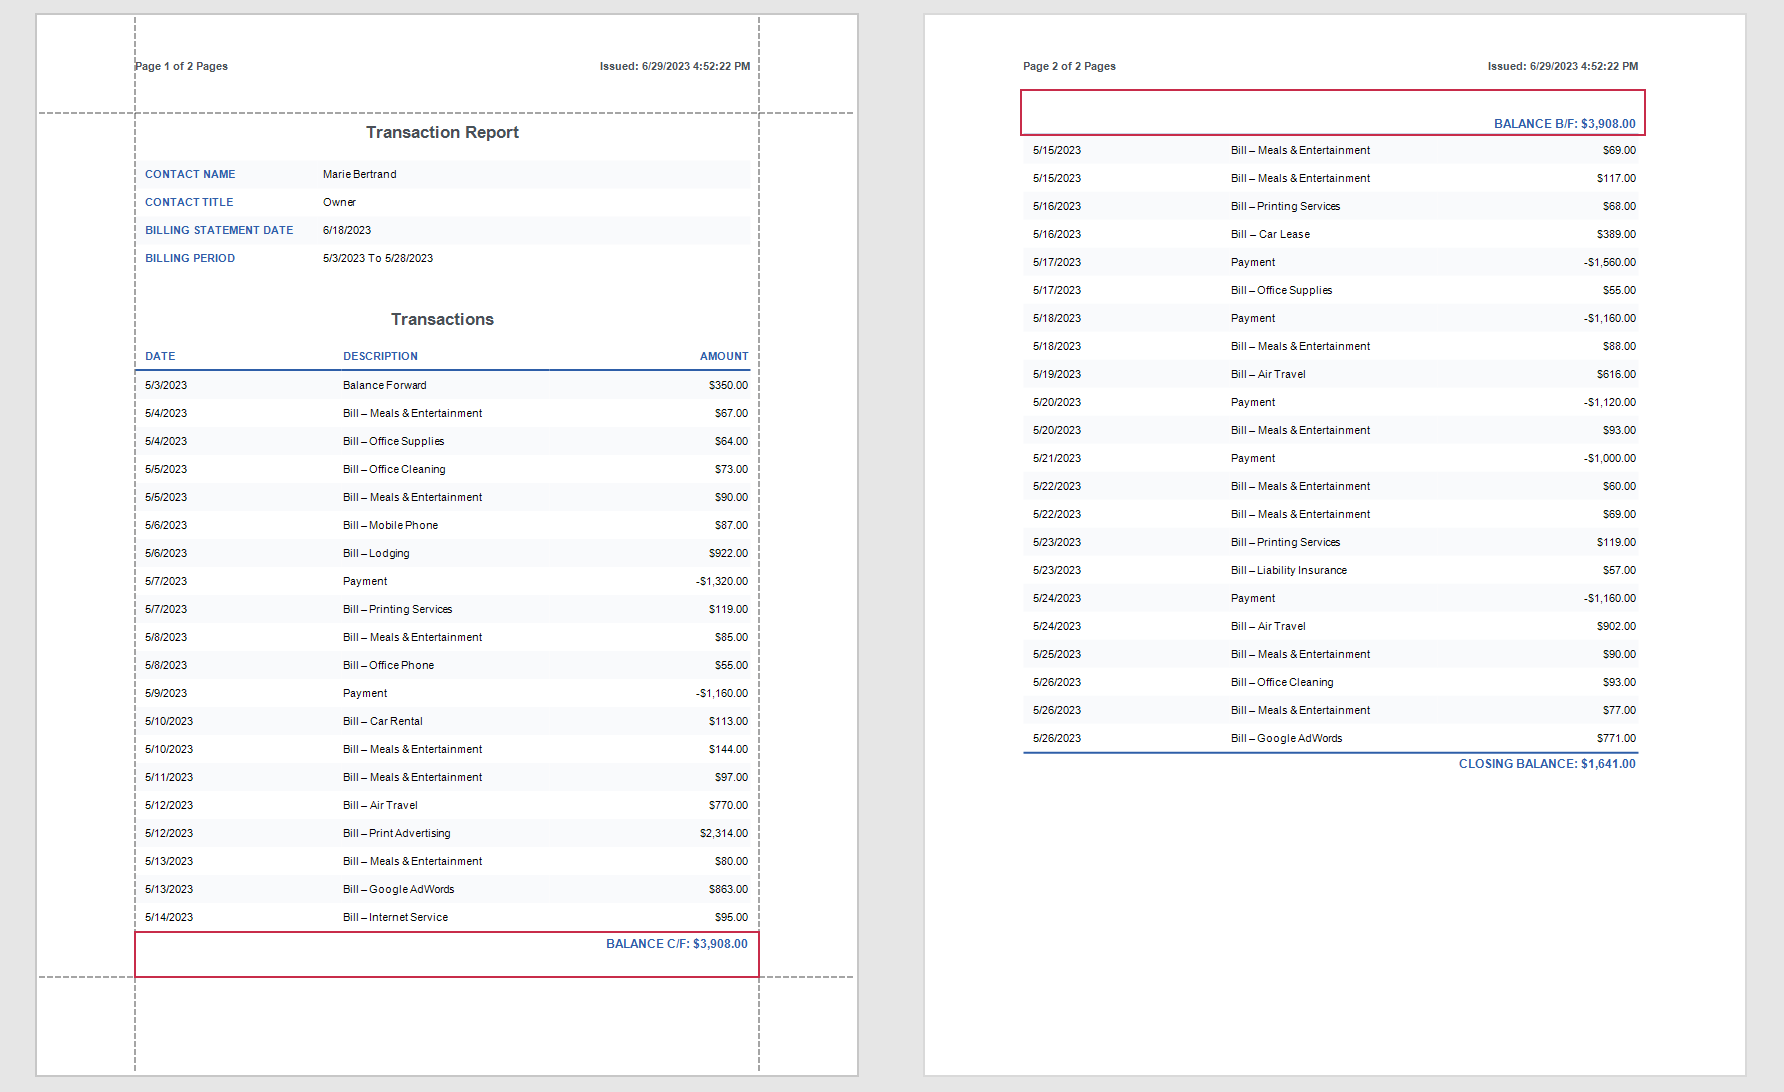 Page 1 of 2 Pages Issued: 6/29/2023 4:52:22 PM
Transaction Report
CONTACT NAME Marie Bertrand
CONTACT TITLE Owner
BILLING STATEMENT DATE 6/18/2023
BILLING PERIOD 5/3/2023 To 5/28/2023
Transactions
DATE DESCRIPTION AMOUNT
5/3/2023 Balance Forward $350.00
5/4/2023 Bill – Meals & Entertainment $67.00
5/4/2023 Bill – Office Supplies $64.00
5/5/2023 Bill – Office Cleaning $73.00
5/5/2023 Bill – Meals & Entertainment $90.00
5/6/2023 Bill – Mobile Phone $87.00
5/6/2023 Bill – Lodging $922.00
5/7/2023 Payment -$1,320.00
5/7/2023 Bill – Printing Services $119.00
5/8/2023 Bill – Meals & Entertainment $85.00
5/8/2023 Bill – Office Phone $55.00
5/9/2023 Payment -$1,160.00
5/10/2023 Bill – Car Rental $113.00
5/10/2023 Bill – Meals & Entertainment $144.00
5/11/2023 Bill – Meals & Entertainment $97.00
5/12/2023 Bill – Air Travel $770.00
5/12/2023 Bill – Print Advertising $2,314.00
5/13/2023 Bill – Meals & Entertainment $80.00
5/13/2023 Bill – Google AdWords $863.00
5/14/2023 Bill – Internet Service $95.00
BALANCE C/F: $3,908.00
Page 2 of 2 Pages Issued: 6/29/2023 4:52:22 PM
BALANCE B/F: $3,908.00
5/15/2023 Bill – Meals & Entertainment $69.00
5/15/2023 Bill – Meals & Entertainment $117.00
5/16/2023 Bill – Printing Services $68.00
5/16/2023 Bill – Car Lease $389.00
5/17/2023 Payment -$1,560.00
5/17/2023 Bill – Office Supplies $55.00
5/18/2023 Payment -$1,160.00
5/18/2023 Bill – Meals & Entertainment $88.00
5/19/2023 Bill – Air Travel $616.00
5/20/2023 Payment -$1,120.00
5/20/2023 Bill – Meals & Entertainment $93.00
5/21/2023 Payment -$1,000.00
5/22/2023 Bill – Meals & Entertainment $60.00
5/22/2023 Bill – Meals & Entertainment $69.00
5/23/2023 Bill – Printing Services $119.00
5/23/2023 Bill – Liability Insurance $57.00
5/24/2023 Payment -$1,160.00
5/24/2023 Bill – Air Travel $902.00
5/25/2023 Bill – Meals & Entertainment $90.00
5/26/2023 Bill – Office Cleaning $93.00
5/26/2023 Bill – Meals & Entertainment $77.00
5/26/2023 Bill – Google AdWords $771.00
CLOSING BALANCE: $1,641.00